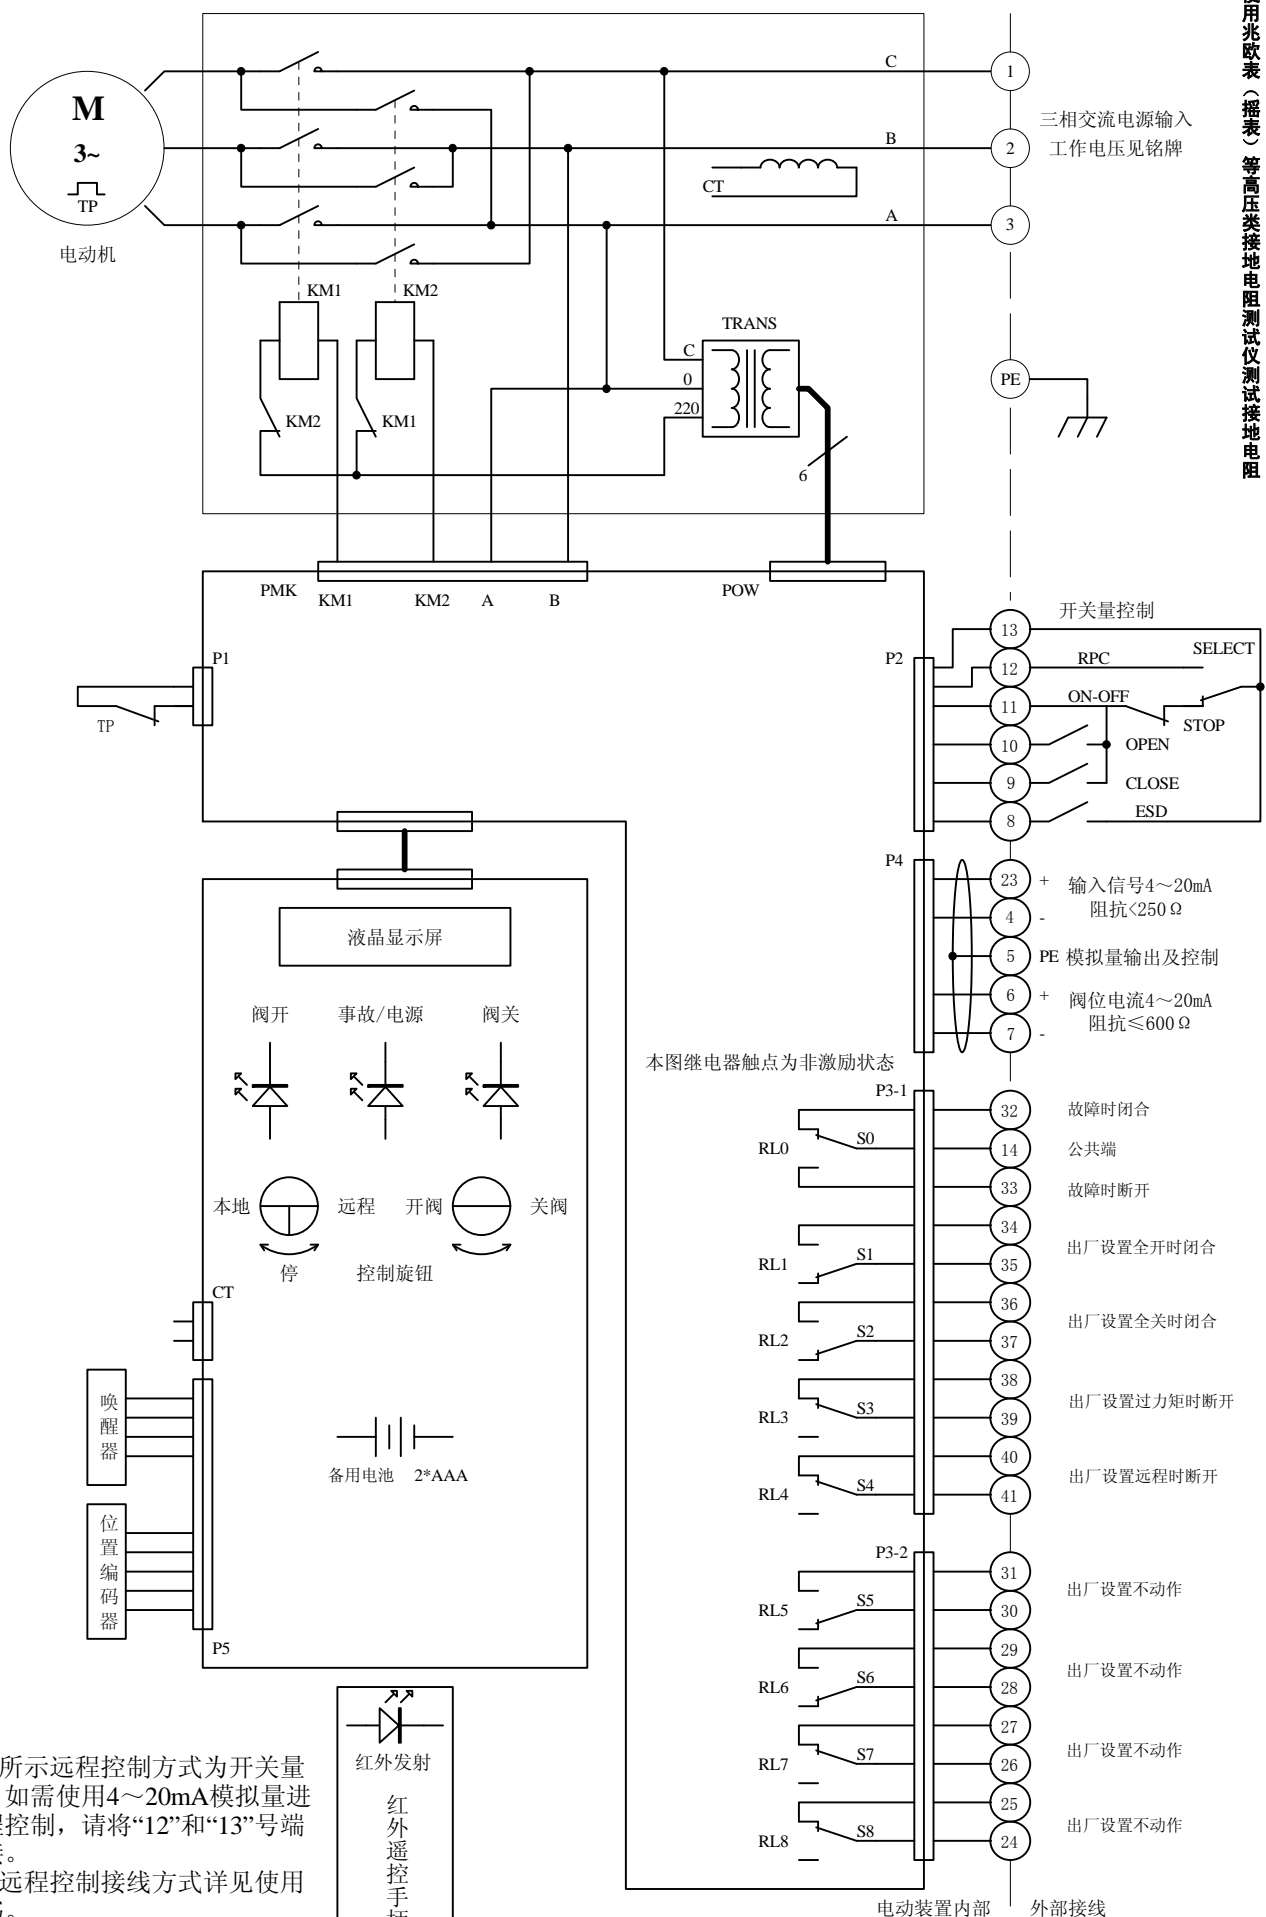 使用兆欧表（摇表）等高压类接地电阻测试仪测试接地电阻
M
3~
TP
电动机
C
1
三相交流电源输入
B
2
工作电压见铭牌
CT
A
3
KM1
KM2
TRANS
C
0
220
PE
KM2
KM1
6
PMK
KM1
KM2
A
B
POW
开关量控制
P1
P2
13
SELECT
12
RPC
11
ON-OFF
TP
STOP
10
OPEN
9
CLOSE
8
ESD
P4
23
+
输入信号4～20mA
4
-
阻抗<250Ω
液晶显示屏
5
PE 模拟量输出及控制
6
+
阀位电流4～20mA
7
-
阻抗≤600Ω
阀开
事故/电源
阀关
本图继电器触点为非激励状态
P3-1
32
故障时闭合
RL0
S0
14
公共端
33
故障时断开
本地
远程
开阀
关阀
停
控制旋钮
34
出厂设置全开时闭合
RL1
S1
35
CT
36
出厂设置全关时闭合
RL2
S2
37
38
出厂设置过力矩时断开
RL3
S3
39
唤醒器
备用电池 2*AAA
40
出厂设置远程时断开
RL4
S4
41
位置编码器
P5
P3-2
31
出厂设置不动作
RL5
S5
30
29
出厂设置不动作
RL6
S6
28
27
出厂设置不动作
RL7
S7
26
25
出厂设置不动作
RL8
S8
24
红外发射
红外遥控手
所示远程控制方式为开关量
如需使用4～20mA模拟量进
控制，请将“12”和“13”号端
。
远程控制接线方式详见使用
。
电动装置内部
外部接线